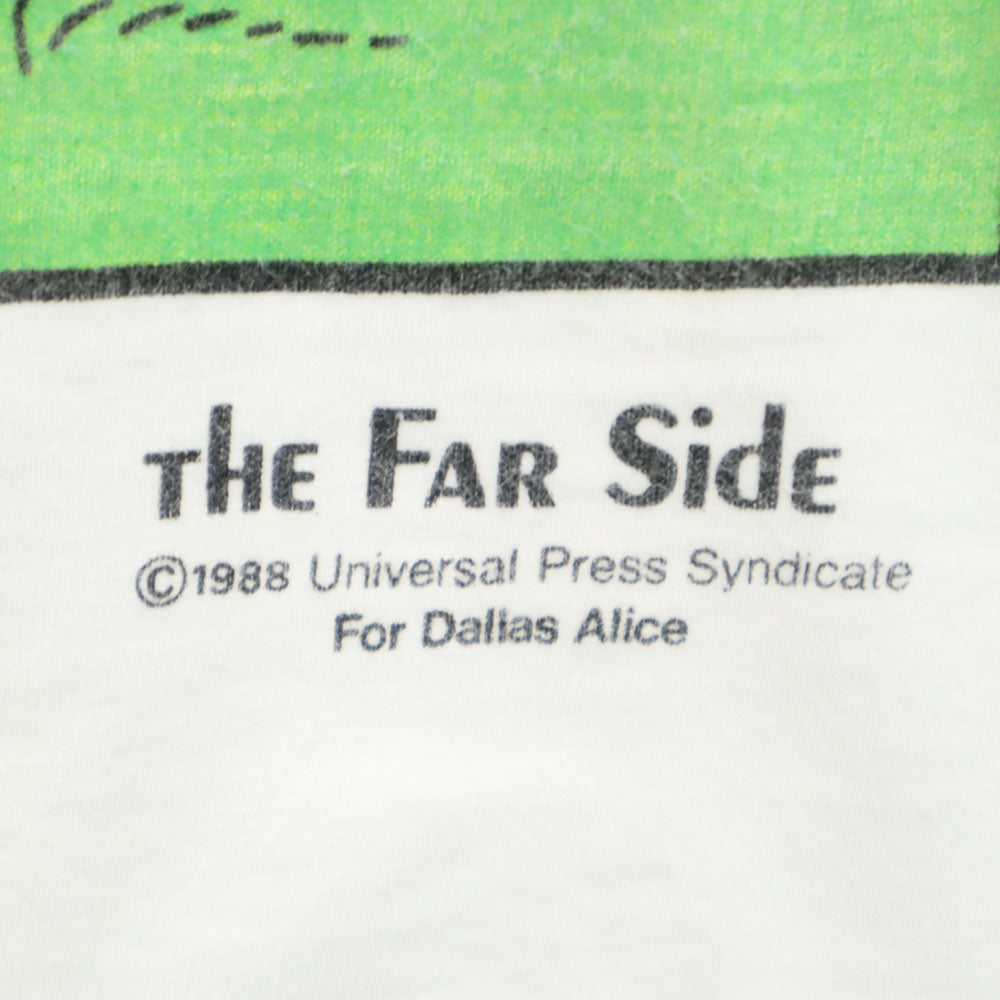 The Far Side
©1988 Universal Press Syndicate
For Dallas Alice